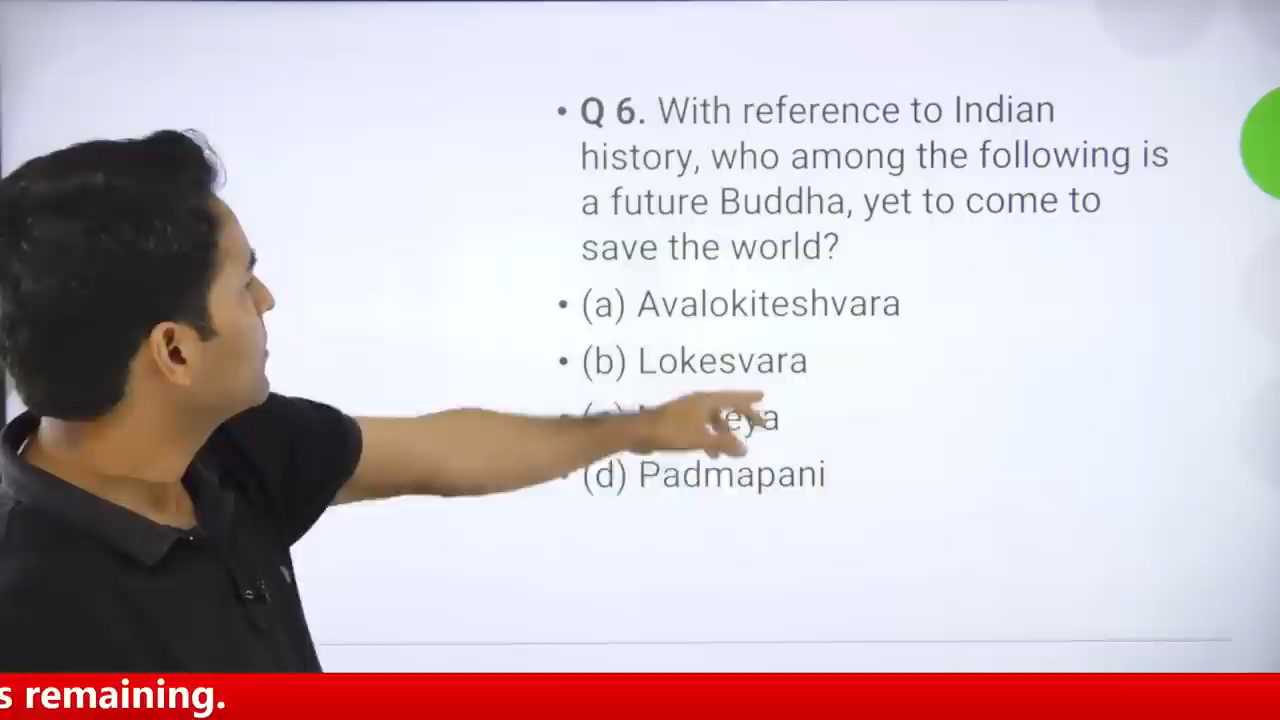 • Q 6. With reference to Indian
history, who among the following is
a future Buddha, yet to come to
save the world?
• (a) Avalokiteshvara
• (b) Lokesvara
• (d) Padmapani
s remaining.